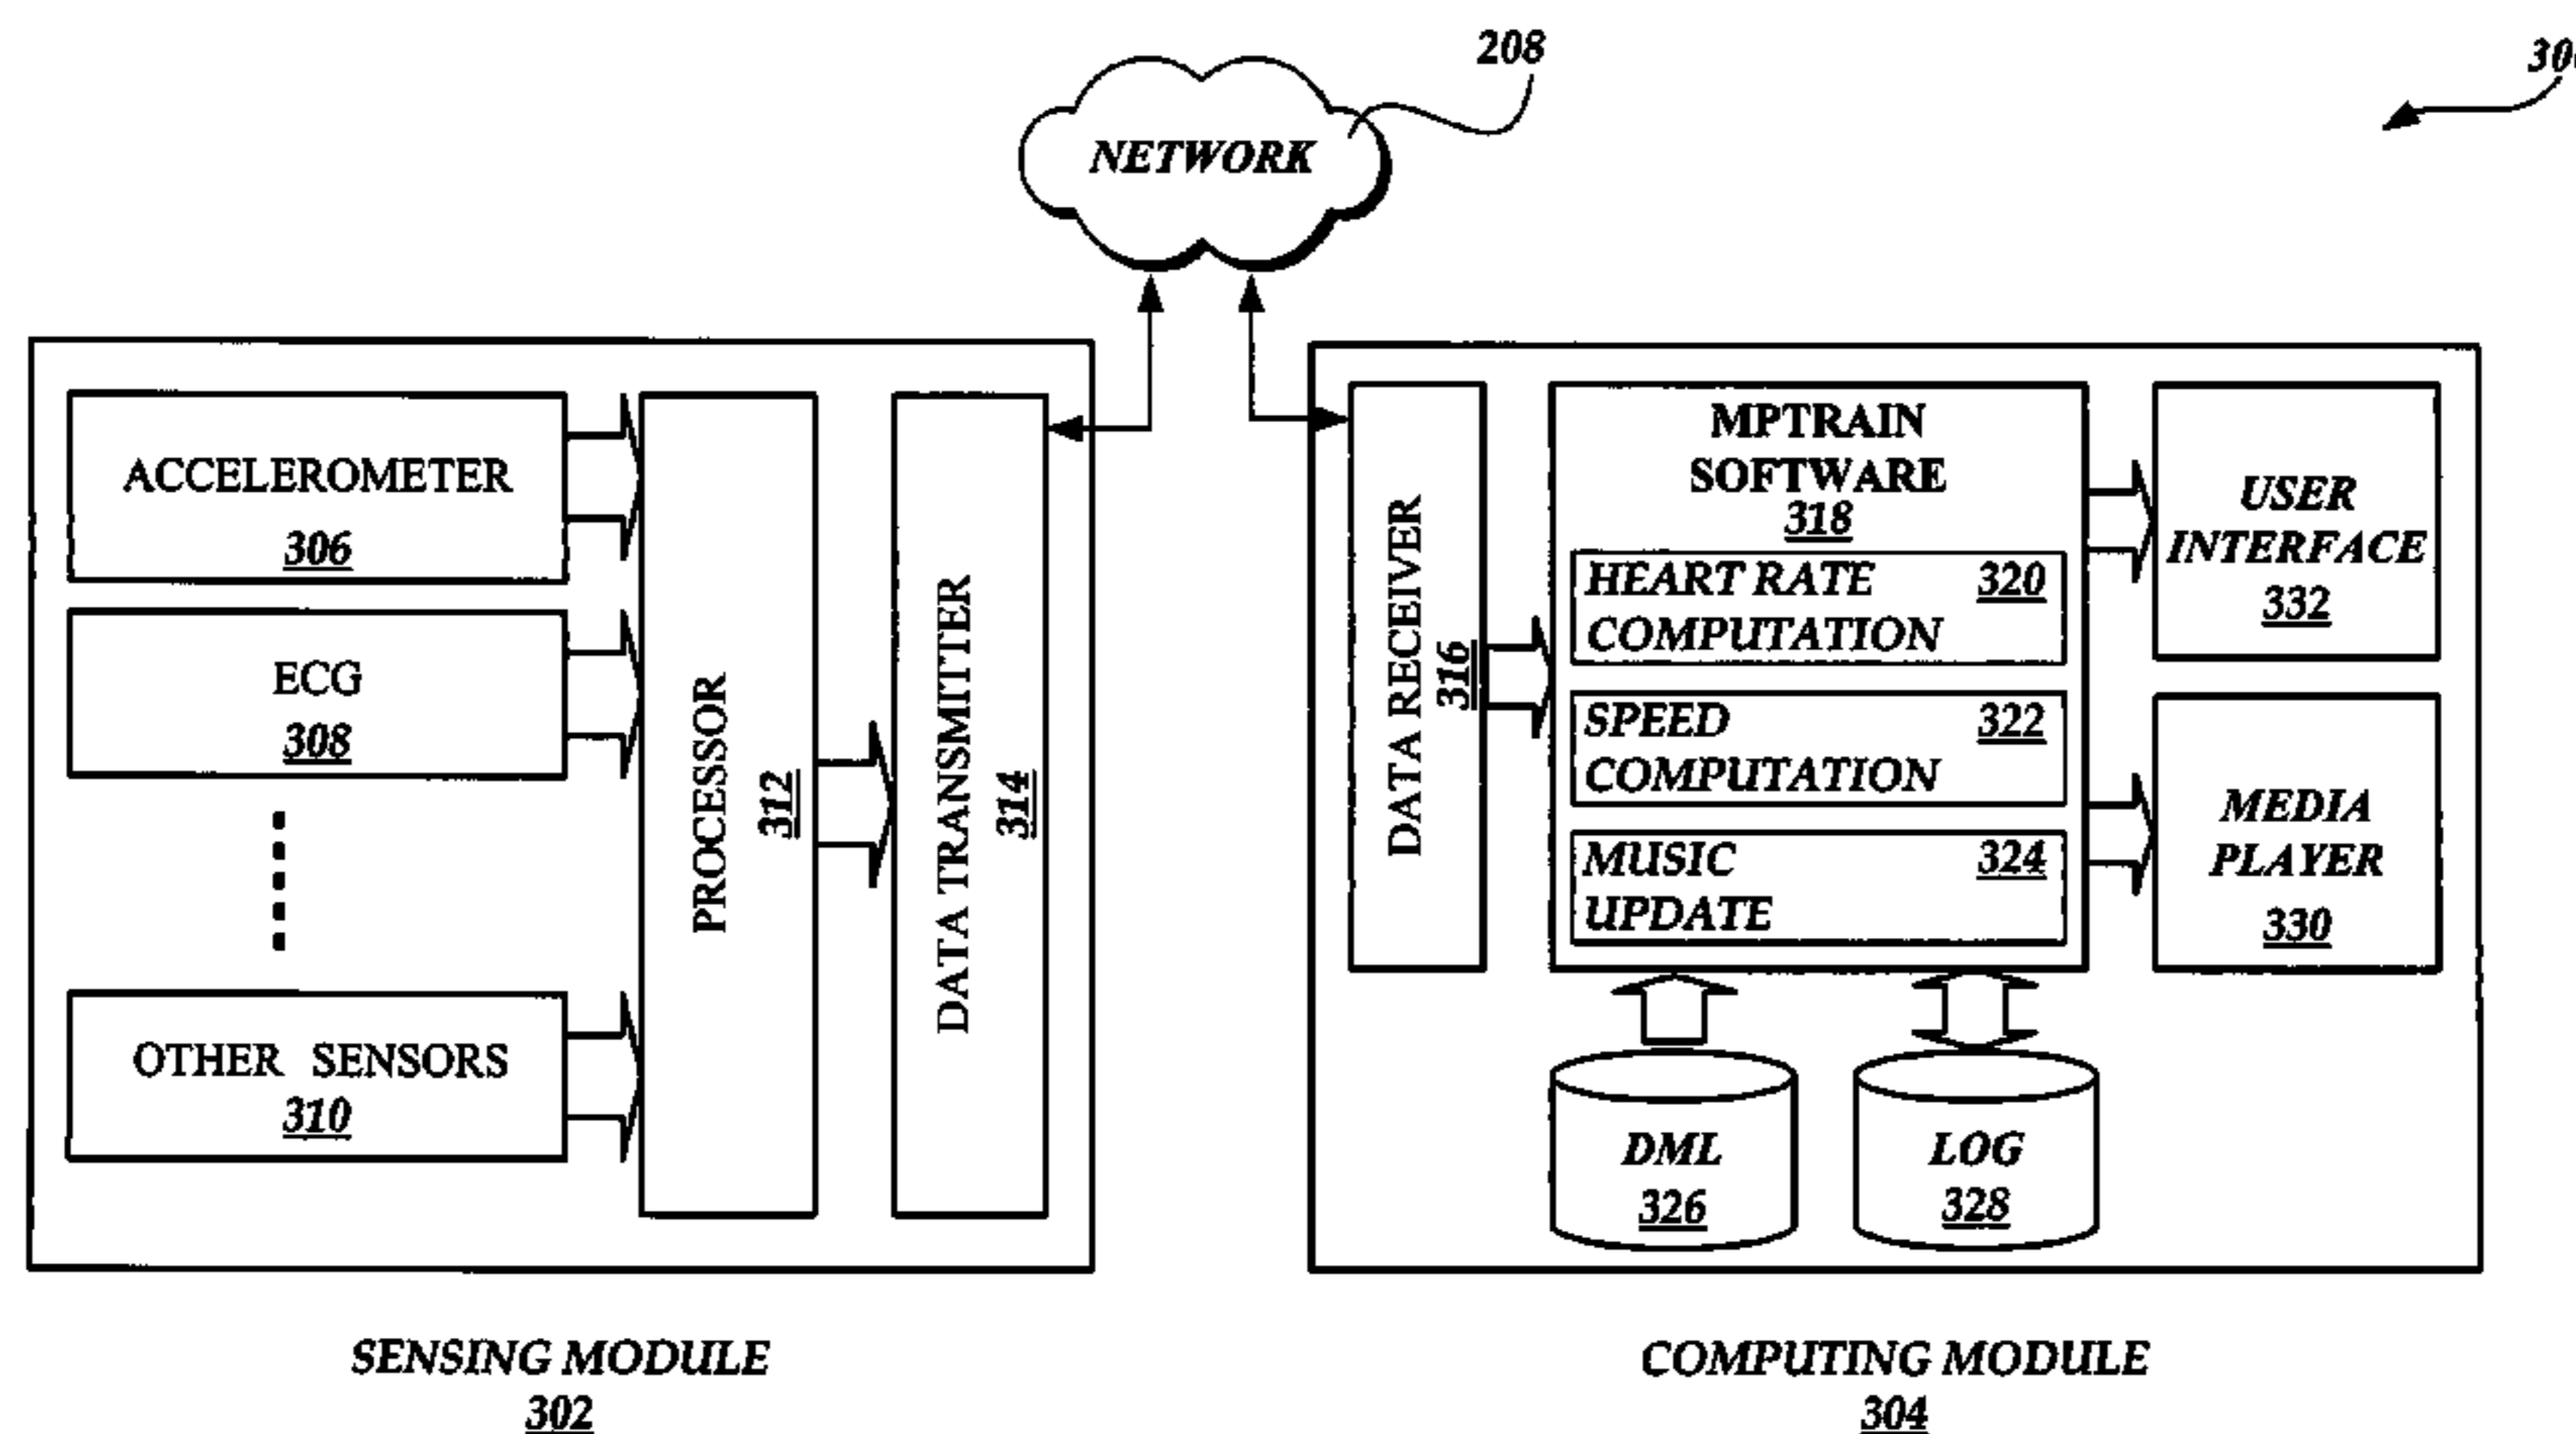 208
NETWORK
ACCELEROMETER
306
ECG
308
OTHER SENSORS
310
PROCESSOR
312
DATA TRANSMITTER
314
SENSING MODULE
302
DATA RECEIVER
316
MPTRAIN
SOFTWARE
318
HEART RATE 320
COMPUTATION
SPEED 322
COMPUTATION
MUSIC 324
UPDATE
USER
INTERFACE
332
MEDIA
PLAYER
330
DML
326
LOG
328
COMPUTING MODULE
304